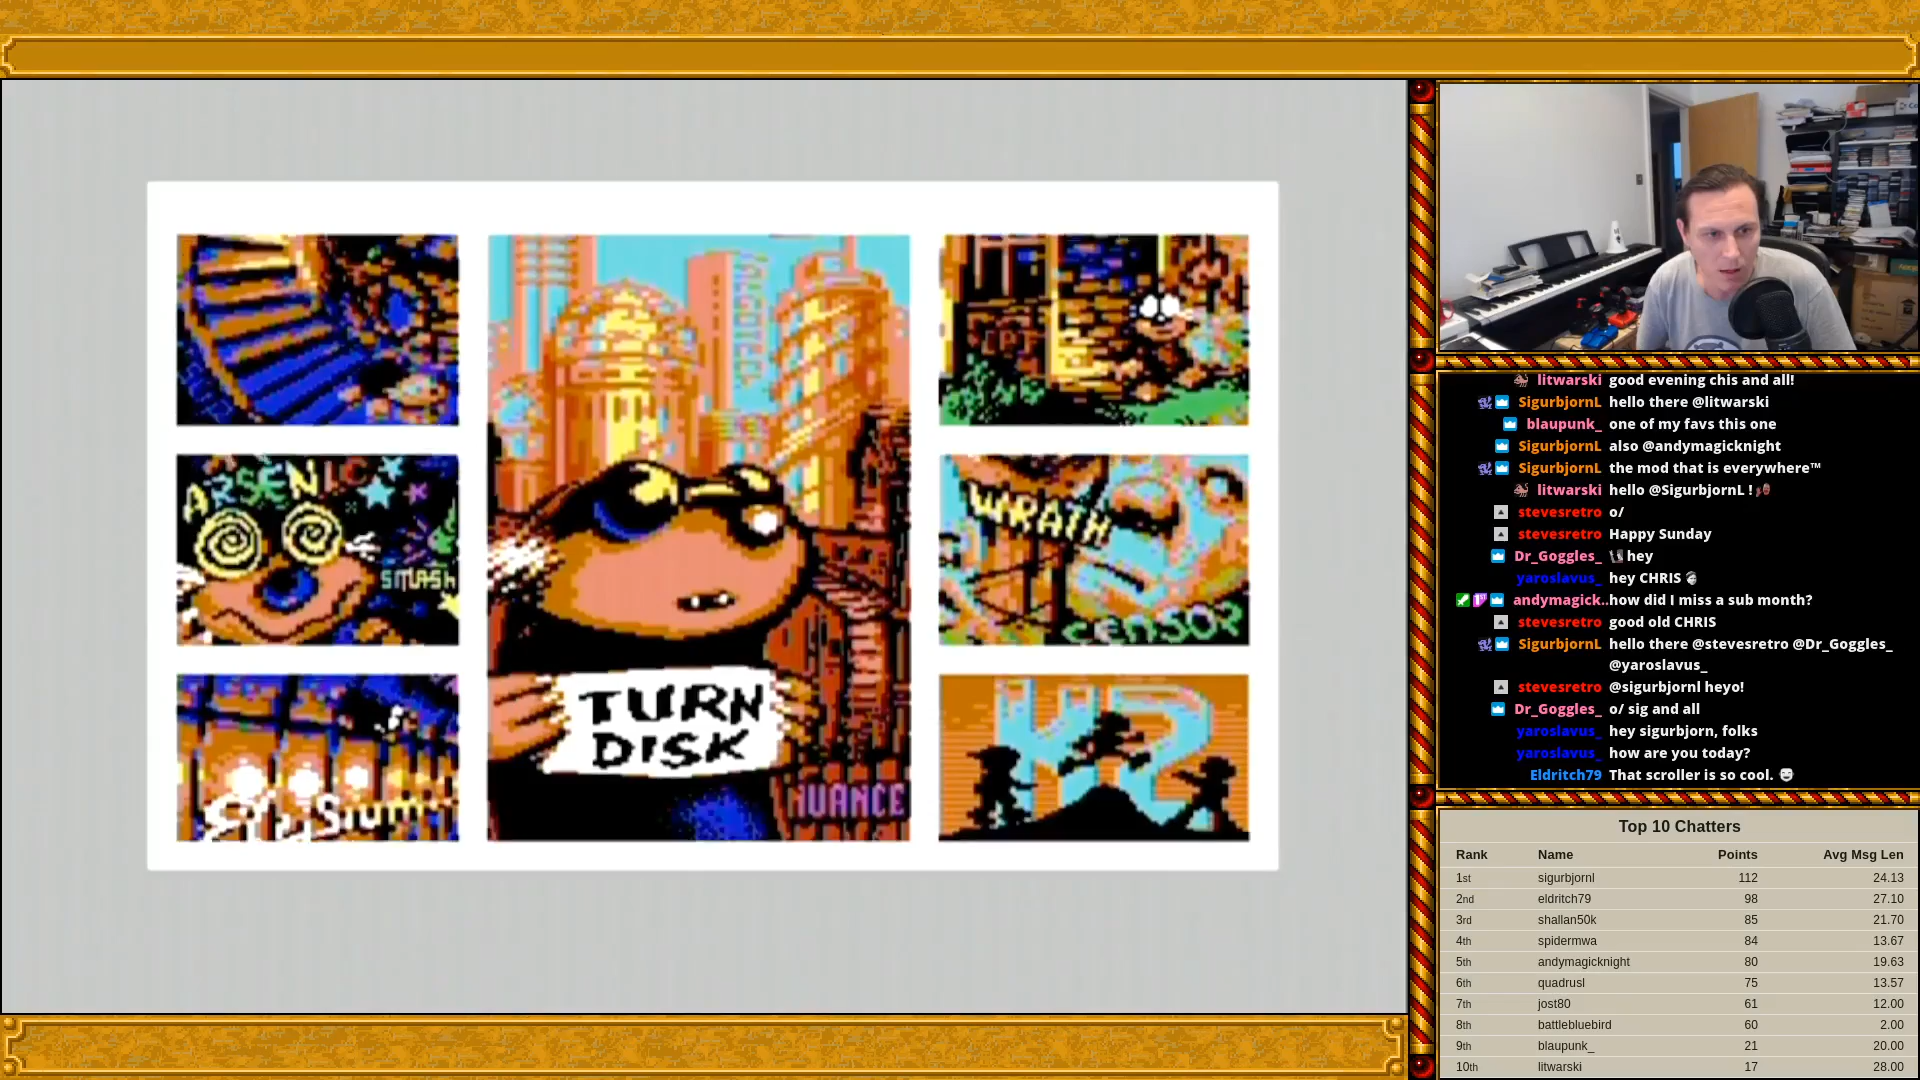 ARSENIC
SMASH
TURN
DISK
NUANCE
WRATH
CENSOR
litwarski good evening chis and all!
SigurbjornL hello there @litwarski
blaupunk_ one of my favs this one
SigurbjornL also @andymagicknight
SigurbjornL the mod that is everywhere™
litwarski hello @SigurbjornL !
stevesretro o/
stevesretro Happy Sunday
Dr_Goggles_ hey
yaroslavus_ hey CHRIS
andymagick.. how did I miss a sub month?
stevesretro good old CHRIS
SigurbjornL hello there @stevesretro @Dr_Goggles_
@yaroslavus_
stevesretro @sigurbjornl heyo!
Dr_Goggles_ o/ sig and all
yaroslavus_ hey sigurbjorn, folks
yaroslavus_ how are you today?
Eldritch79 That scroller is so cool.
Top 10 Chatters
Rank Name Points Avg Msg Len
1st sigurbjornl 112 24.13
2nd eldritch79 98 27.10
3rd shallan50k 85 21.70
4th spidermwa 84 13.67
5th andymagicknight 80 19.63
6th quadrusl 75 13.57
7th jost80 61 12.00
8th battlebluebird 60 2.00
9th blaupunk_ 21 20.00
10th litwarski 17 28.00